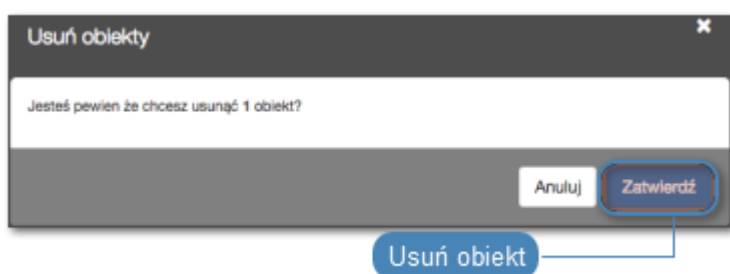 Usuń obiekty
Jesteś pewien że chcesz usunąć 1 obiekt?
Anuluj Zatwierdź
Usuń obiekt